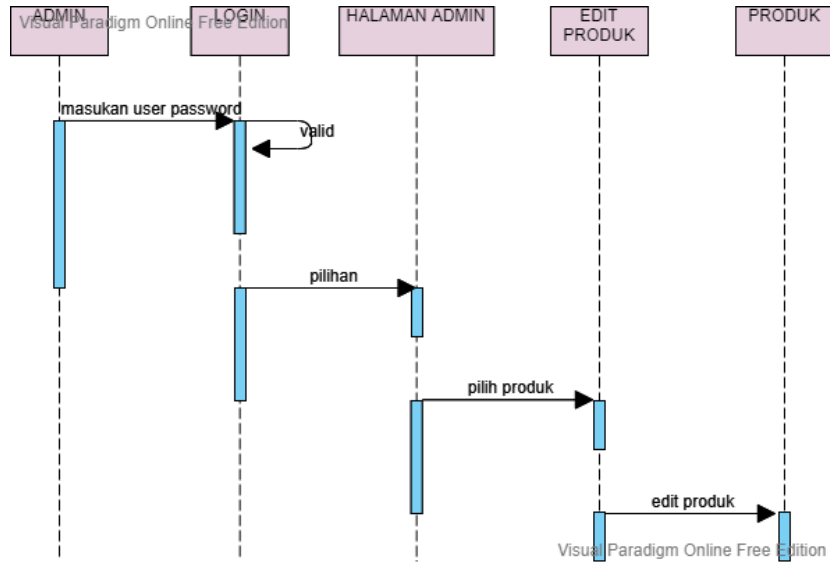 ADMIN
LOGIN
HALAMAN ADMIN
EDIT
PRODUK
PRODUK
Visual Paradigm Online Free Edition
masukan user password
valid
pilihan
pilih produk
edit produk
Visual Paradigm Online Free Edition